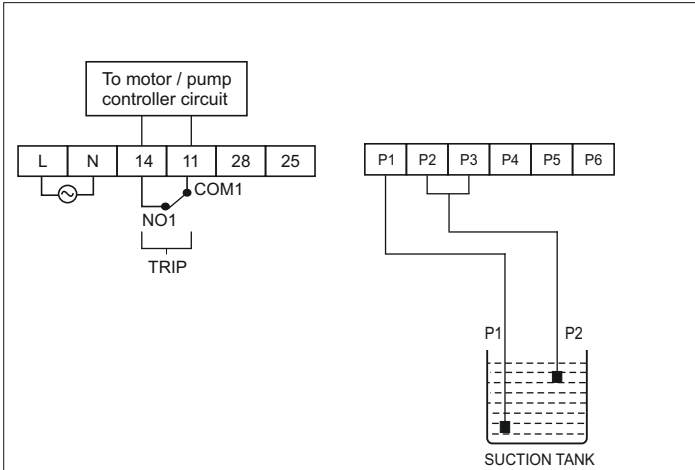 To motor / pump
controller circuit
L N 14 11 28 25
COM1
NO1
TRIP
P1 P2 P3 P4 P5 P6
P1 P2
SUCTION TANK